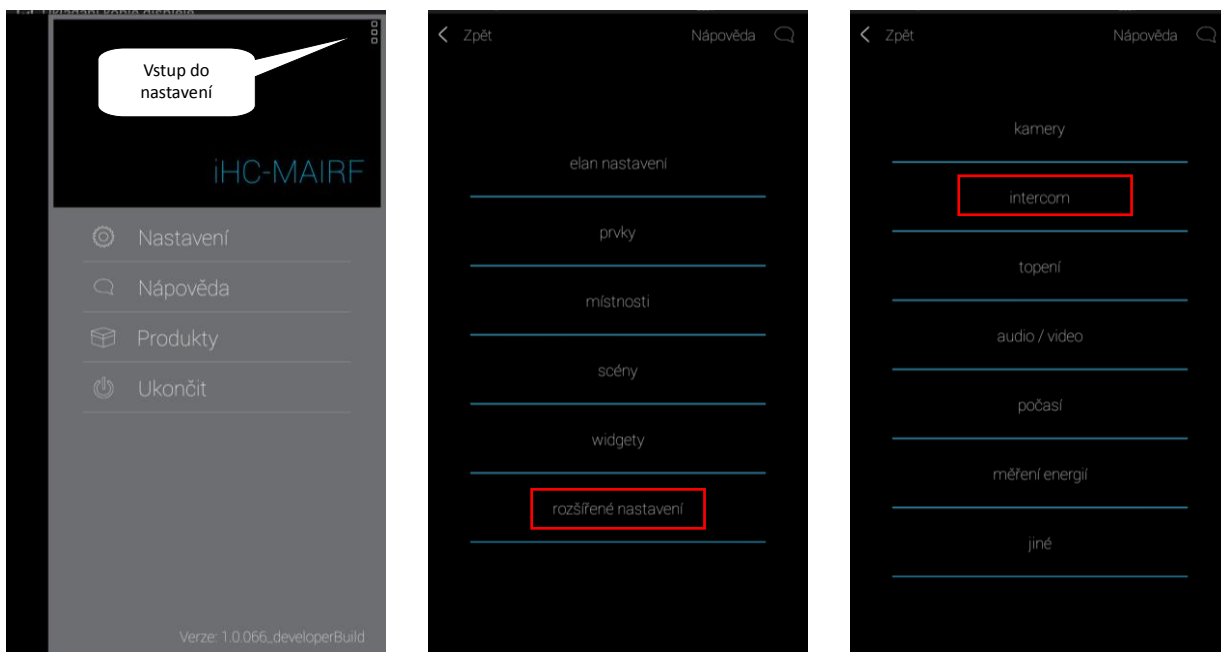 Vstup do
nastavení
iHC-MAIRF
Nastavení
Nápověda
Produkty
Ukončit
Verze: 1.0.066_developerBuild
Zpět
Nápověda
elan nastavení
prvky
místnosti
scény
widgety
rozšířené nastavení
Zpět
Nápověda
kamery
intercom
topení
audio / video
počasí
měření energií
jiné